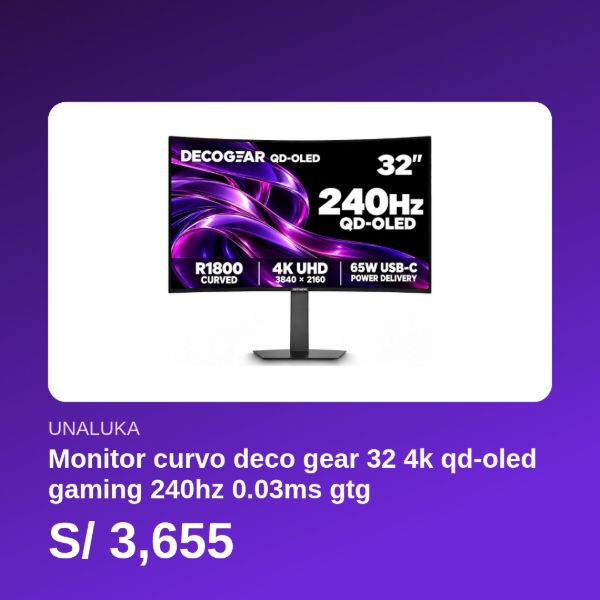 DECOGEAR QD-OLED
32"
240Hz
QD-OLED
R1800
CURVED
4K UHD
3840 × 2160
65W USB-C
POWER DELIVERY
UNALUKA
Monitor curvo deco gear 32 4k qd-oled
gaming 240hz 0.03ms gtg
S/ 3,655